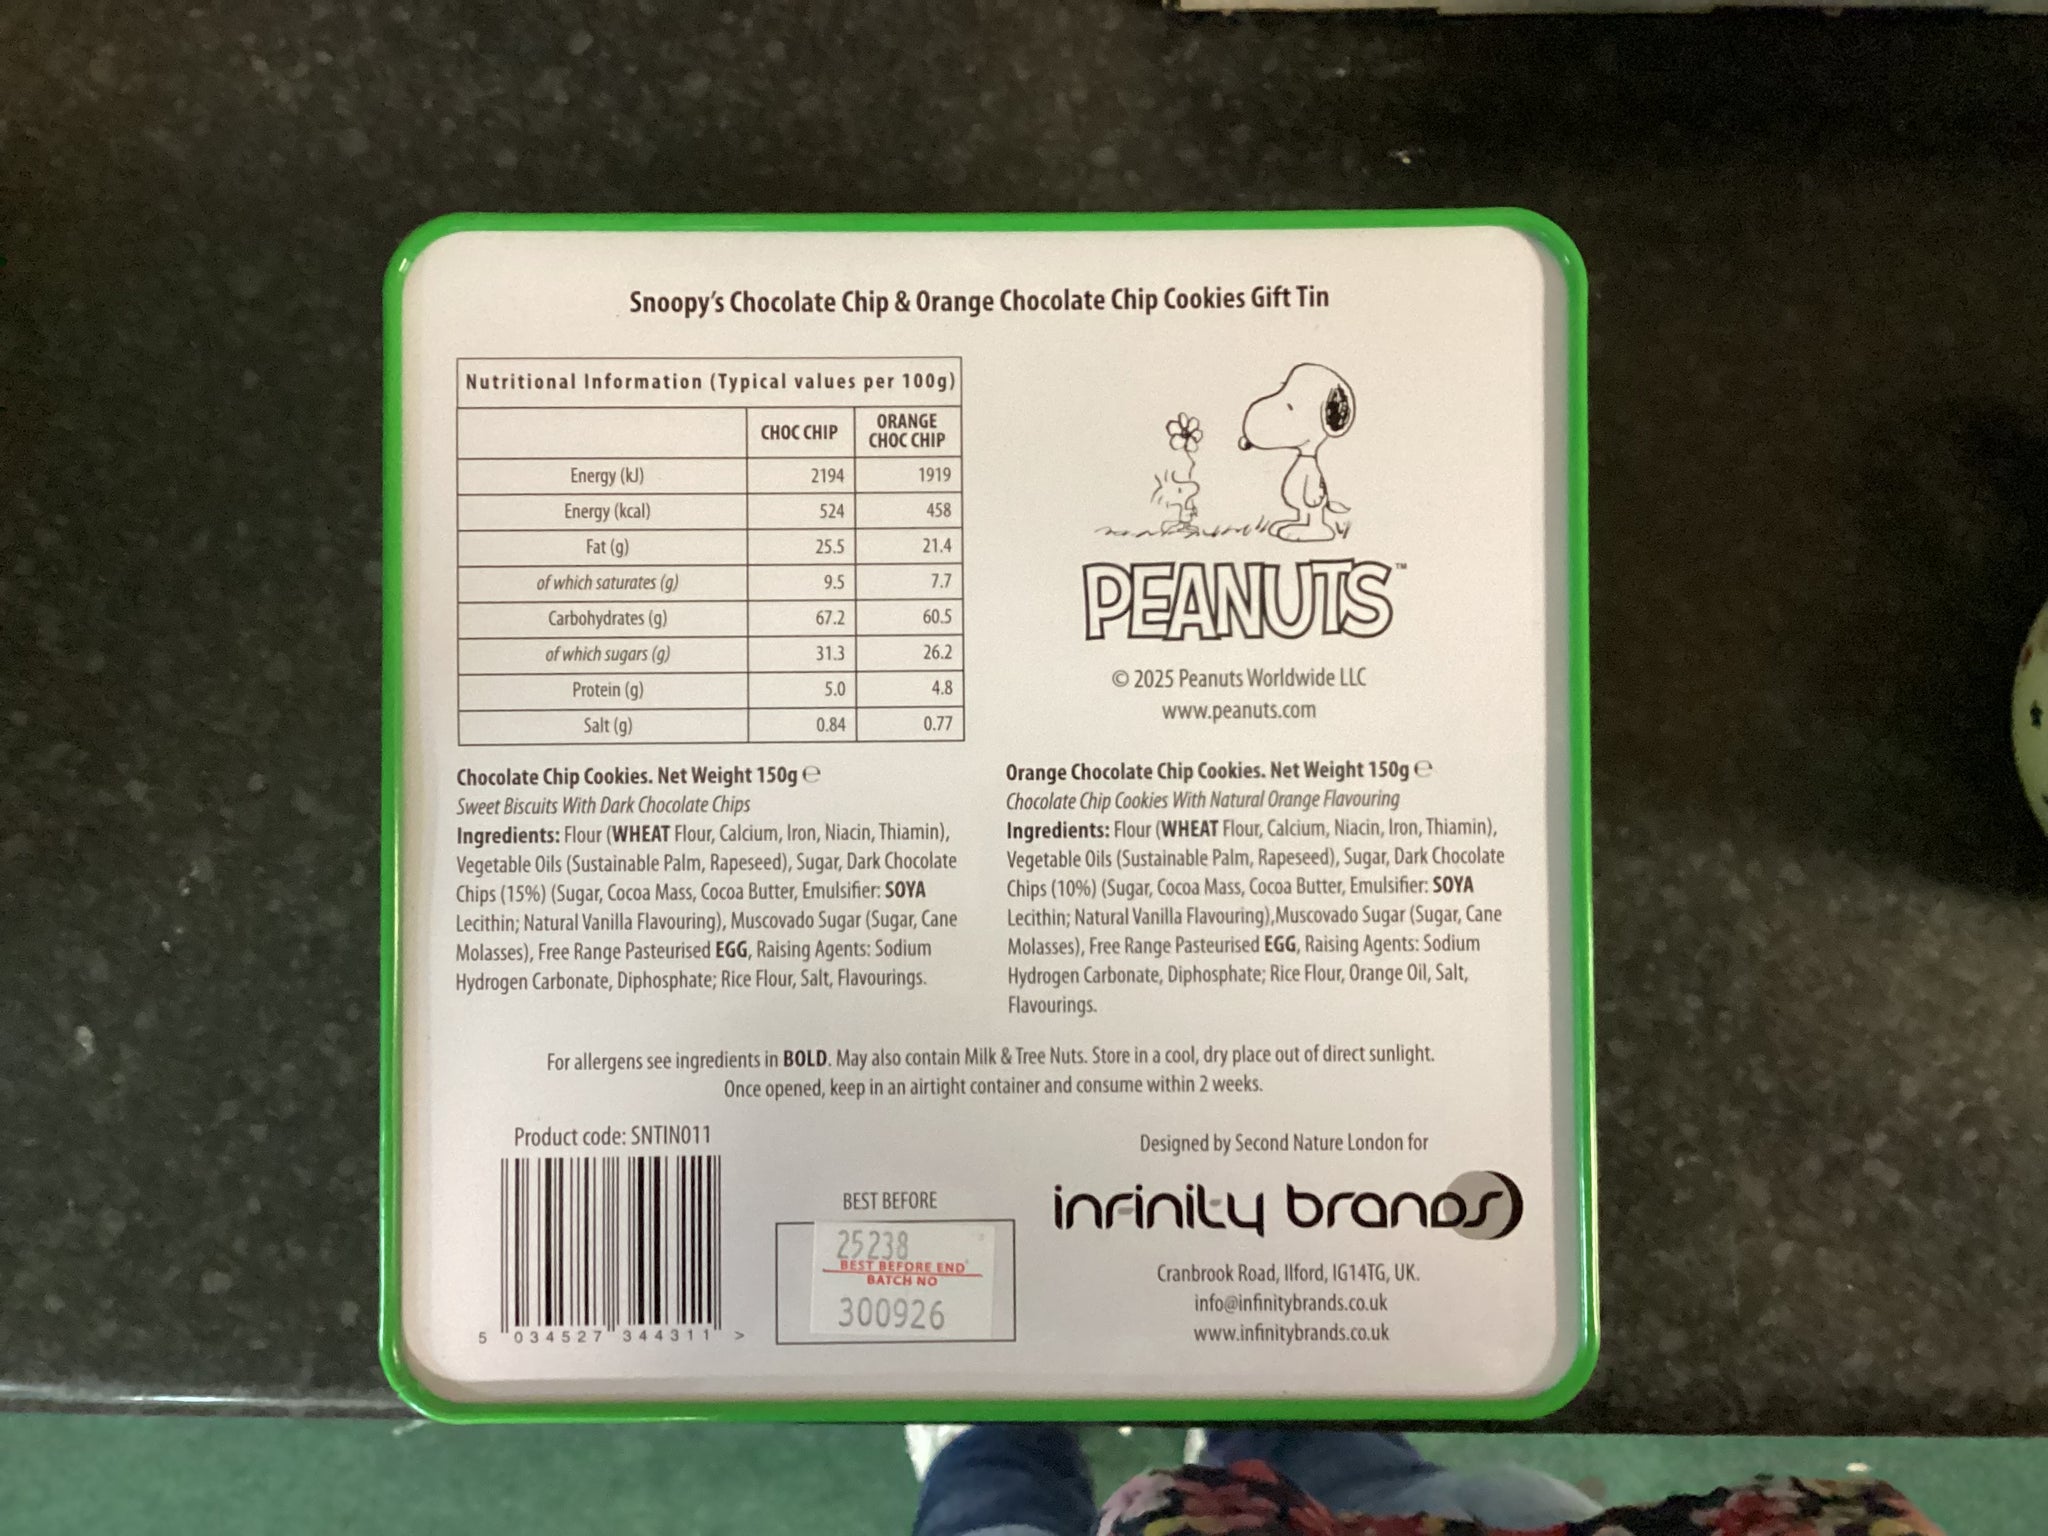 Snoopy's Chocolate Chip & Orange Chocolate Chip Cookies Gift Tin
Nutritional Information (Typical values per 100g)
CHOC CHIP ORANGE CHOC CHIP
Energy (kJ) 2194 1919
Energy (kcal) 524 458
Fat (g) 25.5 21.4
of which saturates (g) 9.5 7.7
Carbohydrates (g) 67.2 60.5
of which sugars (g) 31.3 26.2
Protein (g) 5.0 4.8
Salt (g) 0.84 0.77
PEANUTS™
© 2025 Peanuts Worldwide LLC
www.peanuts.com
Chocolate Chip Cookies. Net Weight 150g ℮
Sweet Biscuits With Dark Chocolate Chips
Ingredients: Flour (WHEAT Flour, Calcium, Iron, Niacin, Thiamin),
Vegetable Oils (Sustainable Palm, Rapeseed), Sugar, Dark Chocolate
Chips (15%) (Sugar, Cocoa Mass, Cocoa Butter, Emulsifier: SOYA
Lecithin; Natural Vanilla Flavouring), Muscovado Sugar (Sugar, Cane
Molasses), Free Range Pasteurised EGG, Raising Agents: Sodium
Hydrogen Carbonate, Diphosphate; Rice Flour, Salt, Flavourings.
Orange Chocolate Chip Cookies. Net Weight 150g ℮
Chocolate Chip Cookies With Natural Orange Flavouring
Ingredients: Flour (WHEAT Flour, Calcium, Niacin, Iron, Thiamin),
Vegetable Oils (Sustainable Palm, Rapeseed), Sugar, Dark Chocolate
Chips (10%) (Sugar, Cocoa Mass, Cocoa Butter, Emulsifier: SOYA
Lecithin; Natural Vanilla Flavouring),Muscovado Sugar (Sugar, Cane
Molasses), Free Range Pasteurised EGG, Raising Agents: Sodium
Hydrogen Carbonate, Diphosphate; Rice Flour, Orange Oil, Salt,
Flavourings.
For allergens see ingredients in BOLD. May also contain Milk & Tree Nuts. Store in a cool, dry place out of direct sunlight.
Once opened, keep in an airtight container and consume within 2 weeks.
Product code: SNTIN011
5 034527 344311 >
BEST BEFORE
25238
BEST BEFORE END
BATCH NO
300926
Designed by Second Nature London for
infinity brands
Cranbrook Road, Ilford, IG14TG, UK.
info@infinitybrands.co.uk
www.infinitybrands.co.uk